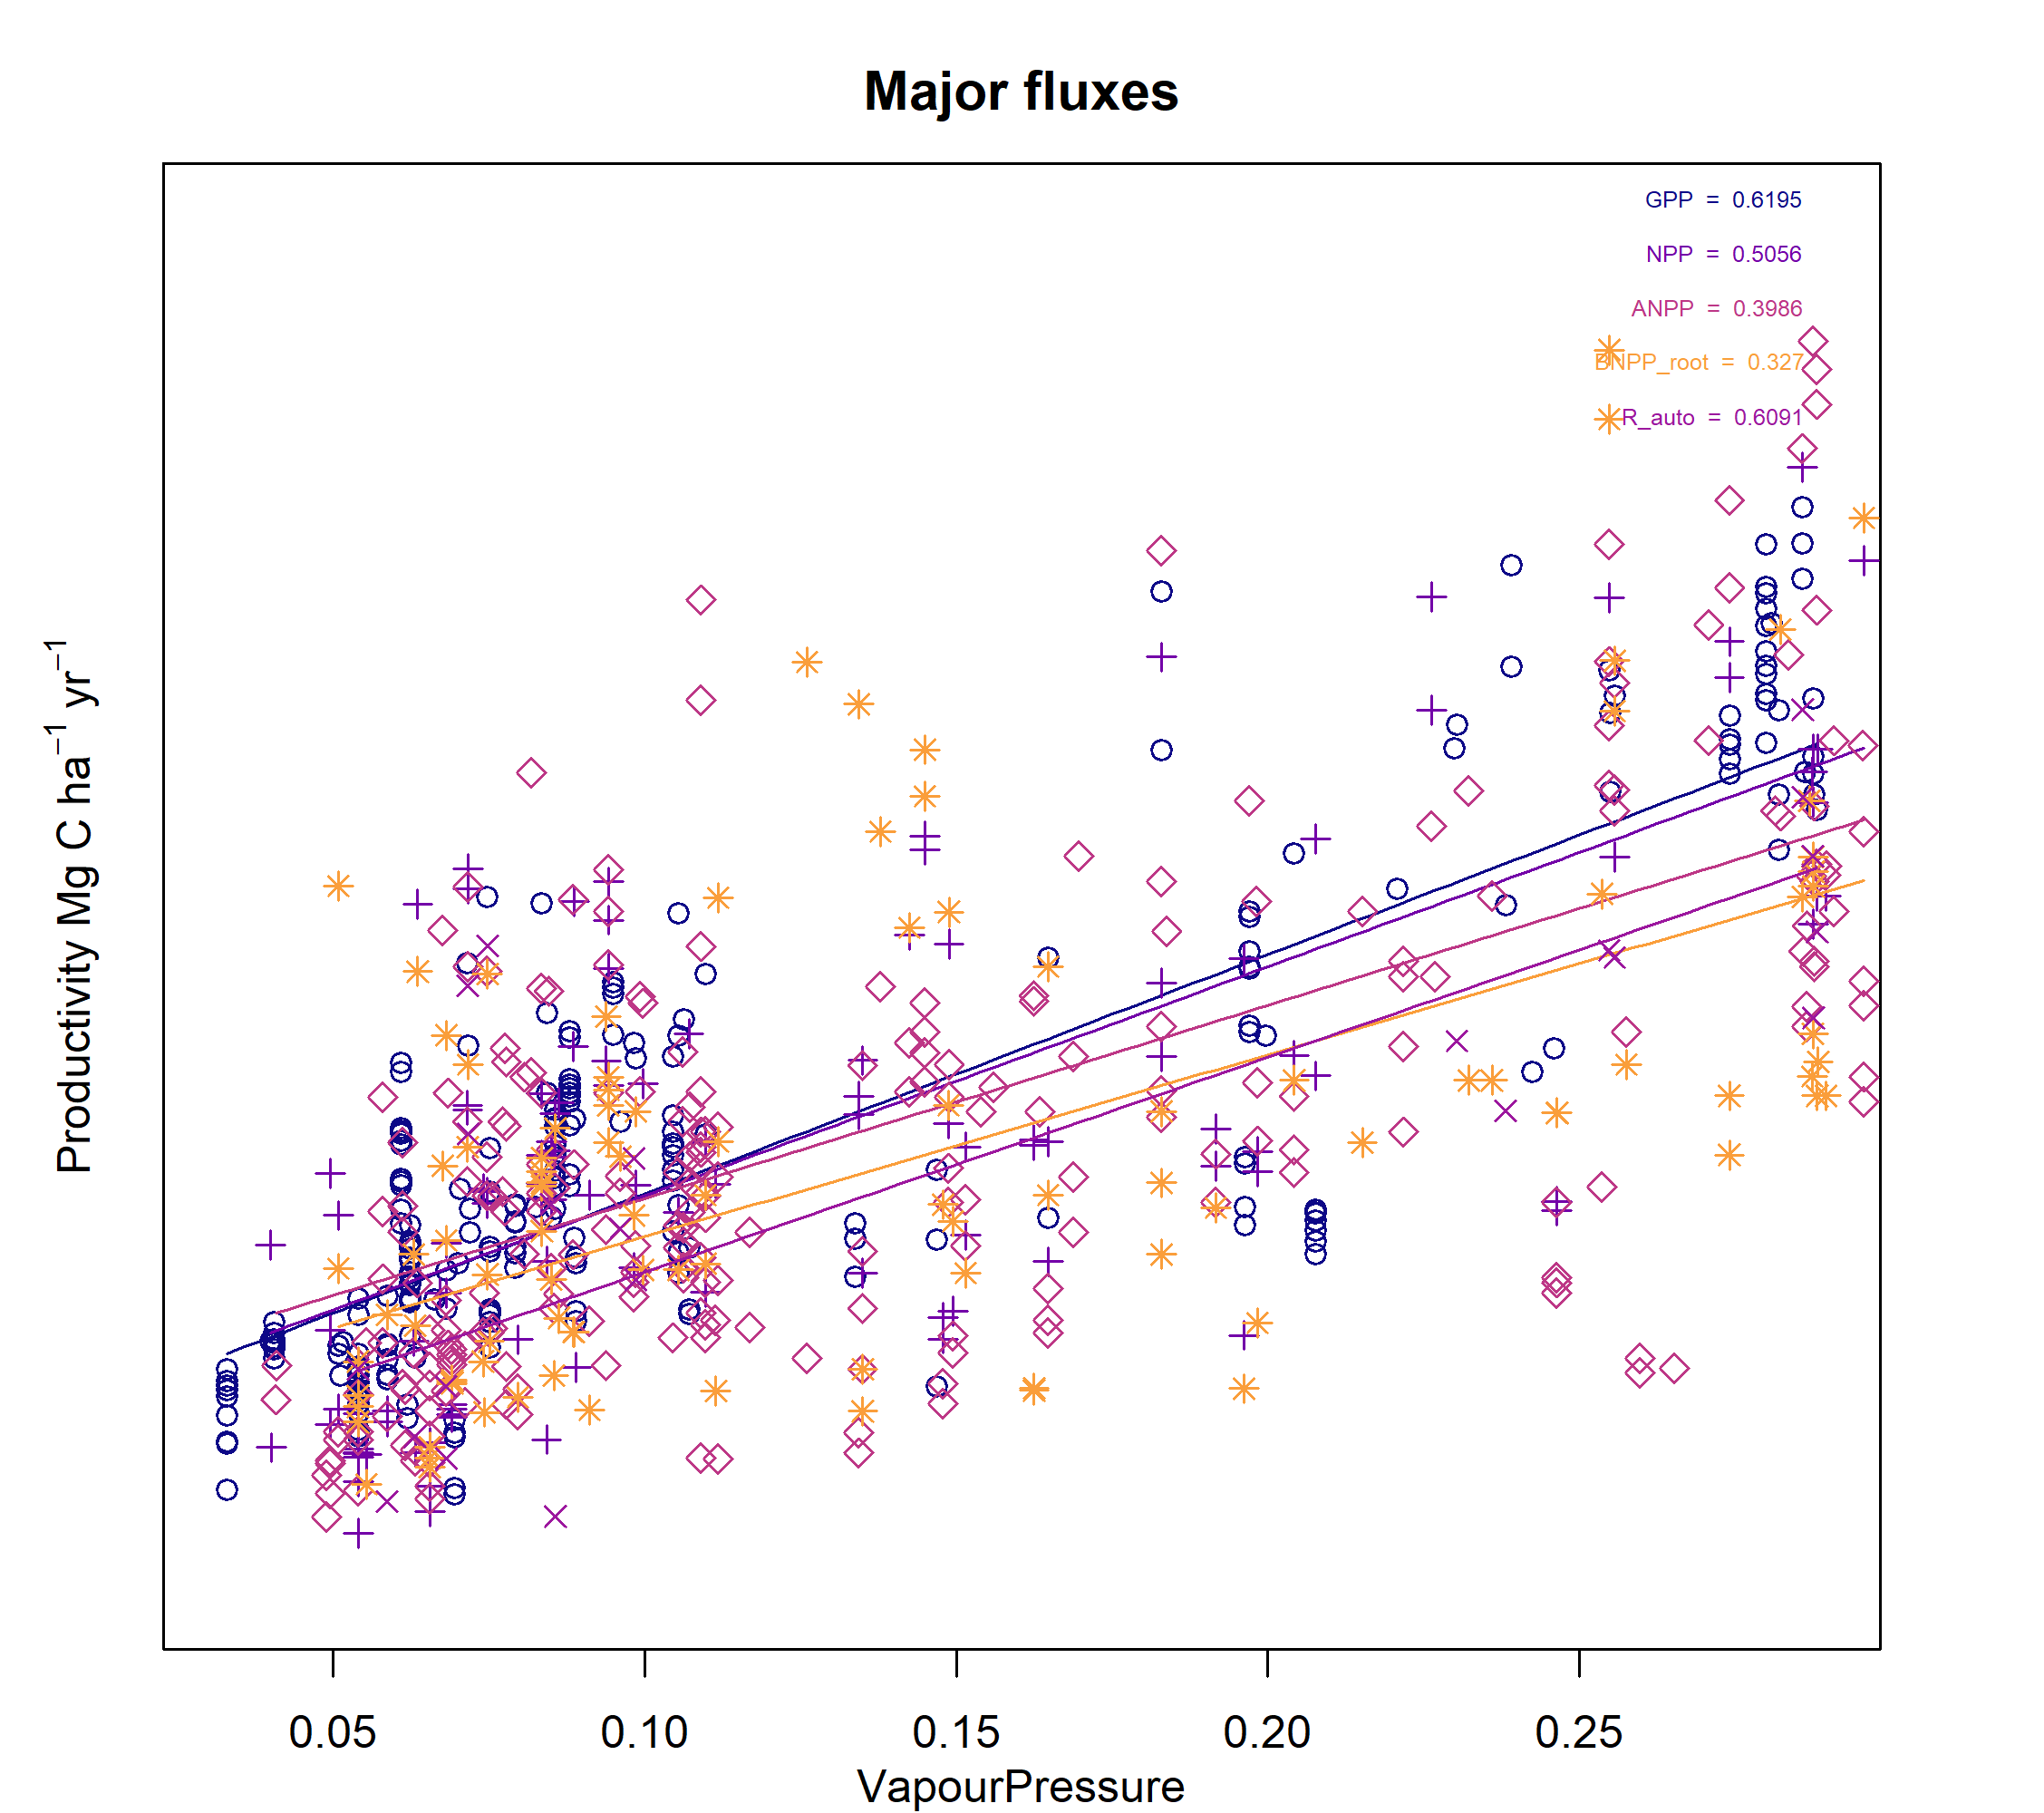 Major fluxes
GPP = 0.6195
NPP = 0.5056
ANPP = 0.3986
BNPP_root = 0.327
R_auto = 0.6091
Productivity Mg C ha⁻¹ yr⁻¹
0.05 0.10 0.15 0.20 0.25
VapourPressure